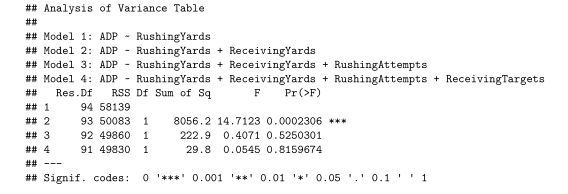 ## Analysis of Variance Table
##
## Model 1: ADP ~ RushingYards
## Model 2: ADP ~ RushingYards + ReceivingYards
## Model 3: ADP ~ RushingYards + ReceivingYards + RushingAttempts
## Model 4: ADP ~ RushingYards + ReceivingYards + RushingAttempts + ReceivingTargets
##   Res.Df   RSS Df Sum of Sq       F    Pr(>F)
## 1     94 58139
## 2     93 50083  1    8056.2 14.7123 0.0002306 ***
## 3     92 49860  1     222.9  0.4071 0.5250301
## 4     91 49830  1      29.8  0.0545 0.8159674
## ---
## Signif. codes:  0 '***' 0.001 '**' 0.01 '*' 0.05 '.' 0.1 ' ' 1